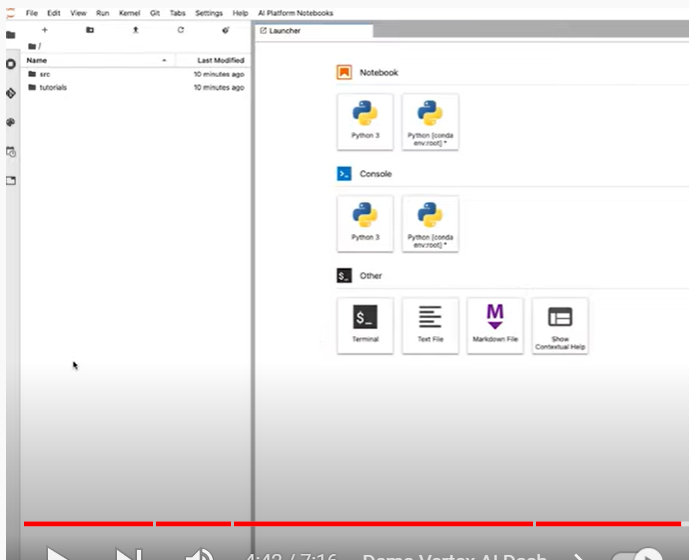 File Edit View Run Kernel Git Tabs Settings Help AI Platform Notebooks
Launcher
/
Name Last Modified
src 10 minutes ago
tutorials 10 minutes ago
Notebook
Python 3
Python [conda
env:root] *
Console
Python 3
Python [conda
env:root] *
$_ Other
$_
Terminal
Text File
M
Markdown File
Show
Contextual Help
4:42 / 7:16
Demo Vertex AI Dash